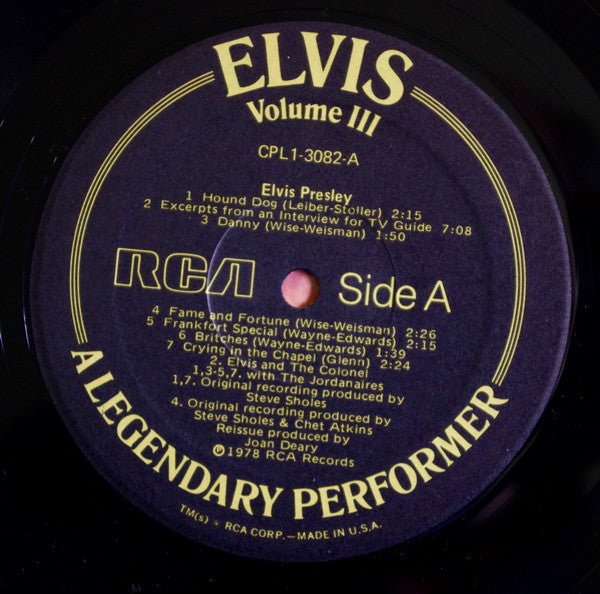 ELVIS
Volume III
CPL1-3082-A
Elvis Presley
1 Hound Dog (Leiber-Stoller) 2:15
2 Excerpts from an Interview for TV Guide 7:08
3 Danny (Wise-Weisman) 1:50
RCA
Side A
4 Fame and Fortune (Wise-Weisman) 2:26
5 Frankfort Special (Wayne-Edwards) 2:15
6 Britches (Wayne-Edwards) 1:39
7 Crying in the Chapel (Glenn) 2:24
2. Elvis and The Colonel
1,3-5,7. with The Jordanaires
1,7. Original recording produced by
Steve Sholes
4. Original recording produced by
Steve Sholes & Chet Atkins
Reissue produced by
Joan Deary
℗1978 RCA Records
A LEGENDARY PERFORMER
TM(s) ® RCA CORP.—MADE IN U.S.A.